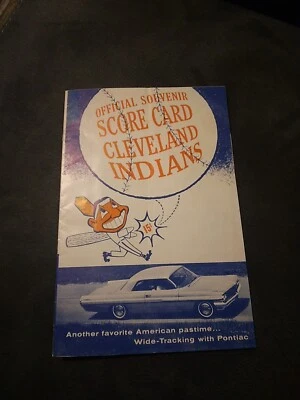 OFFICIAL SOUVENIR
SCORE CARD
CLEVELAND
INDIANS
15¢
Another favorite American pastime...
Wide-Tracking with Pontiac